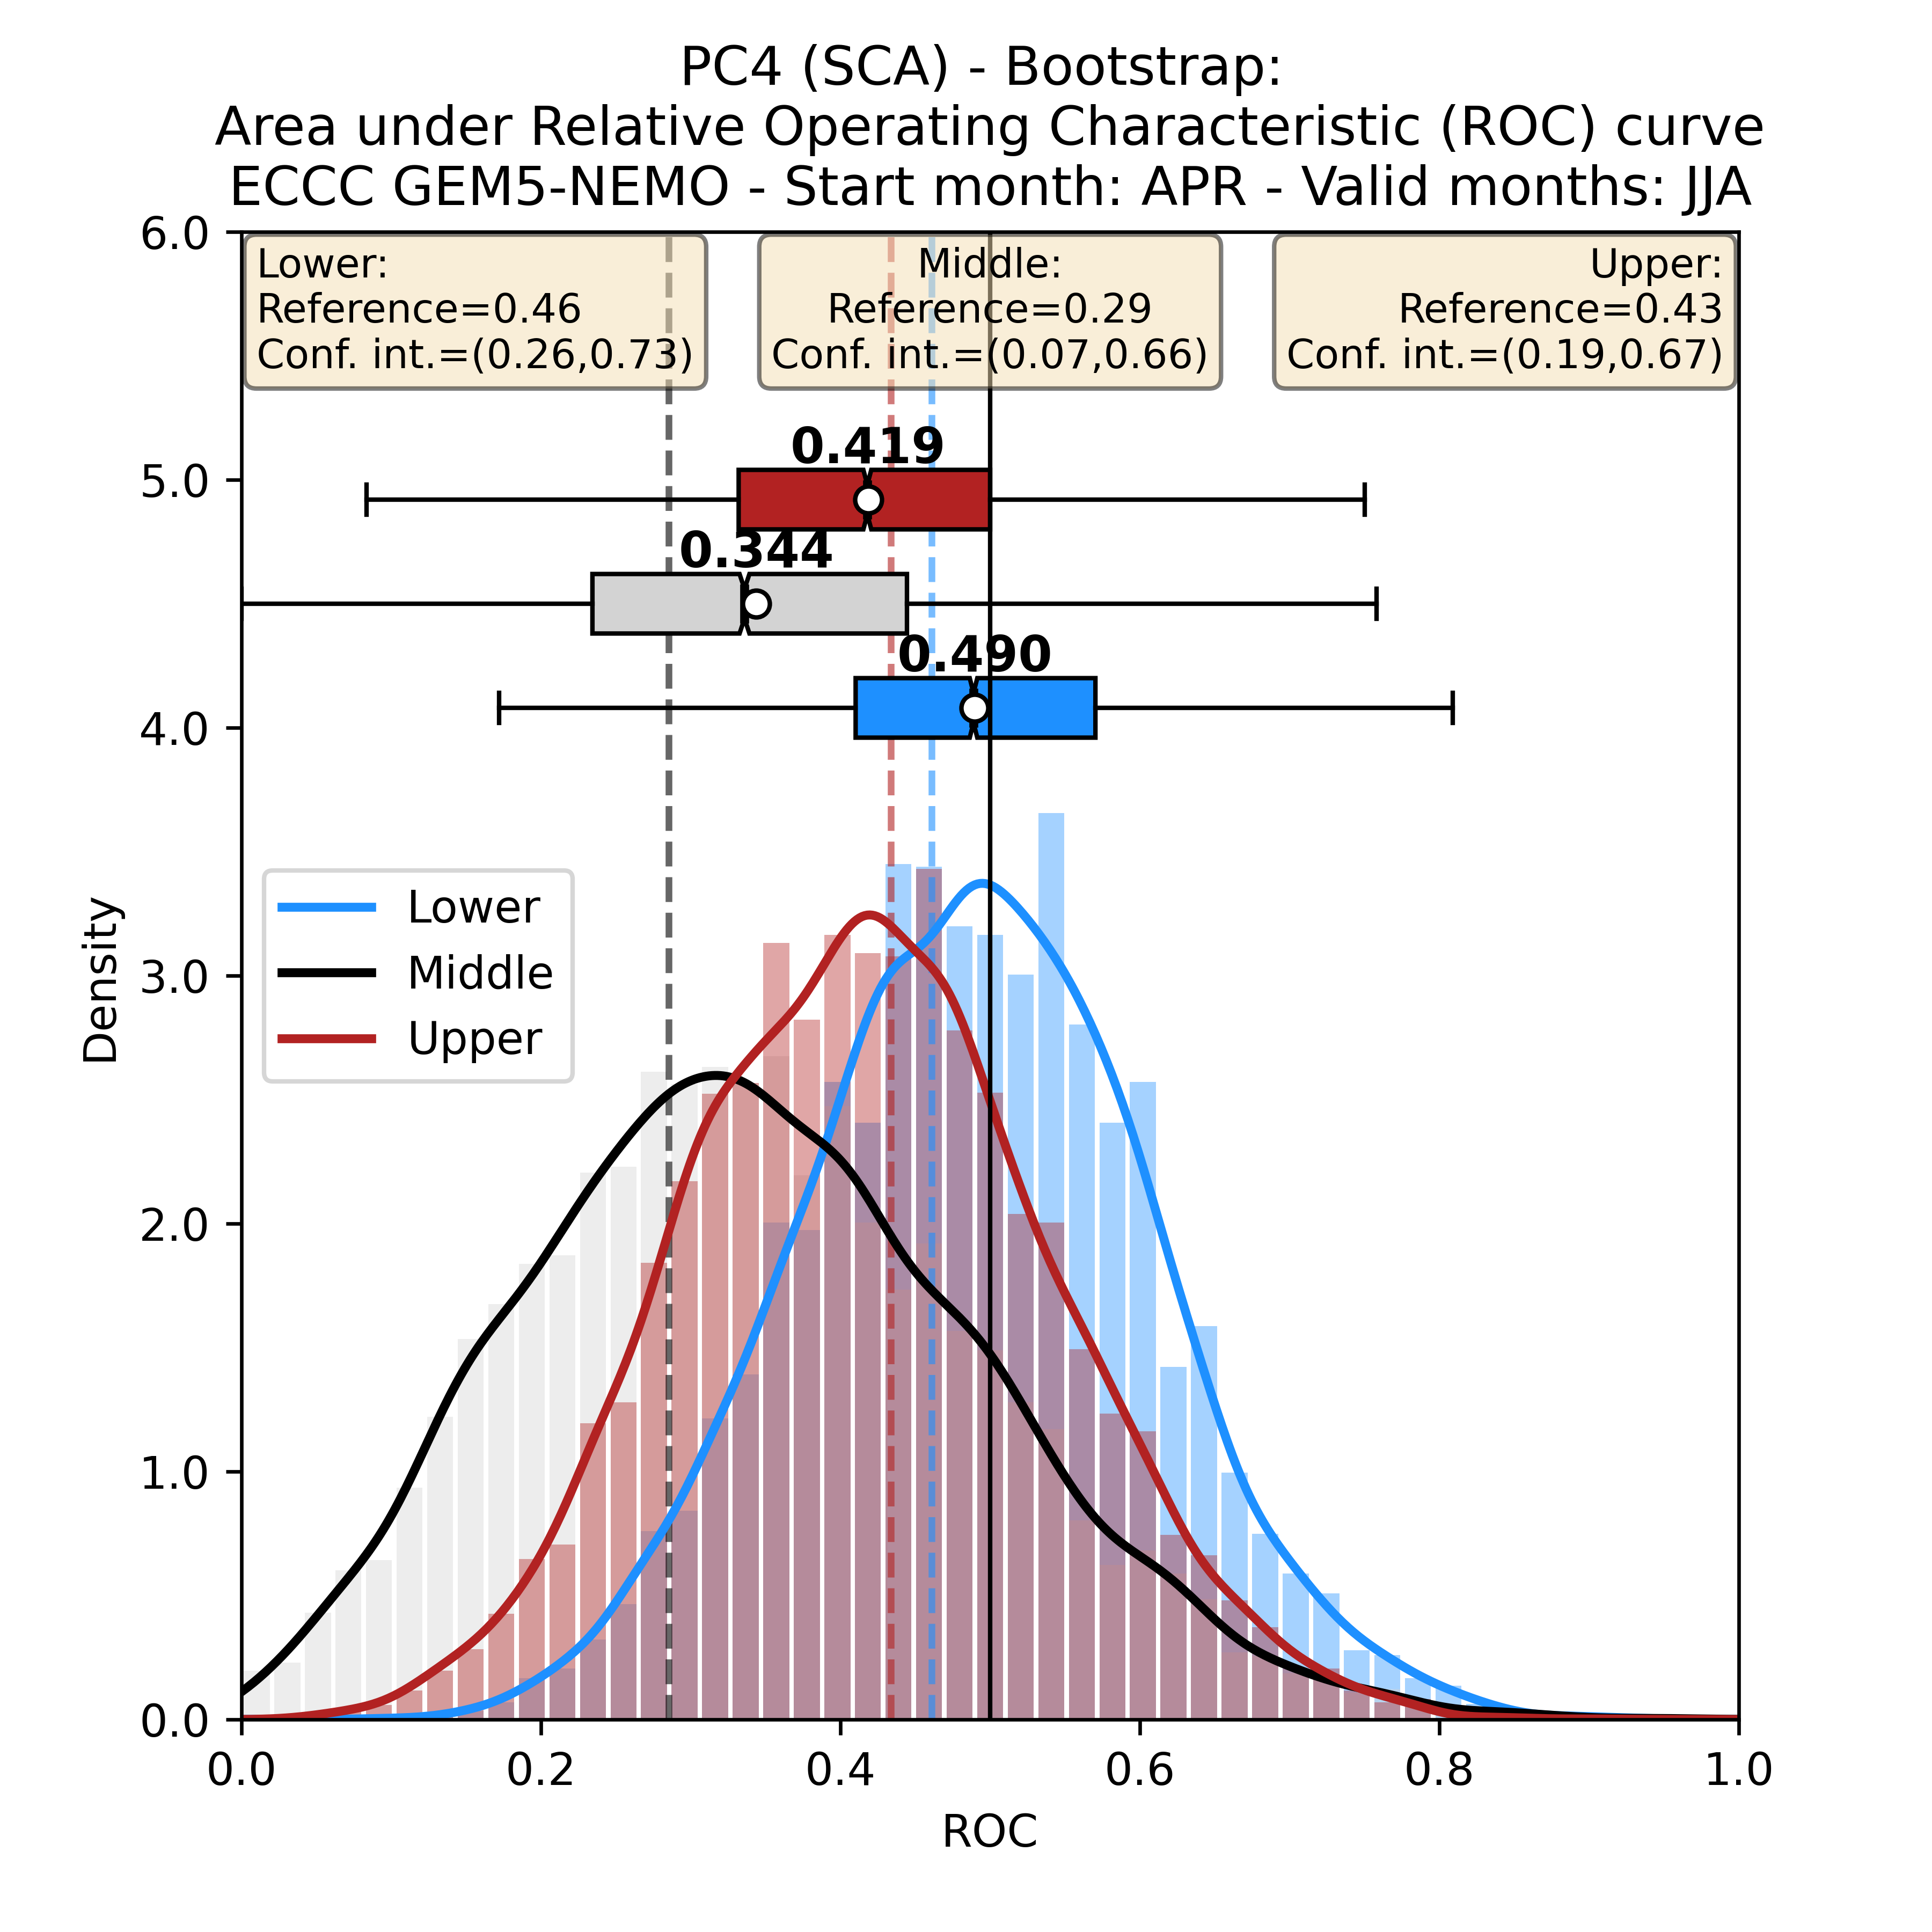 PC4 (SCA) - Bootstrap:
Area under Relative Operating Characteristic (ROC) curve
ECCC GEM5-NEMO - Start month: APR - Valid months: JJA
Lower:
Reference=0.46
Conf. int.=(0.26,0.73)
Middle:
Reference=0.29
Conf. int.=(0.07,0.66)
Upper:
Reference=0.43
Conf. int.=(0.19,0.67)
0.419
0.344
0.490
Lower
Middle
Upper
Density
6.0
5.0
4.0
3.0
2.0
1.0
0.0
0.0 0.2 0.4 0.6 0.8 1.0
ROC